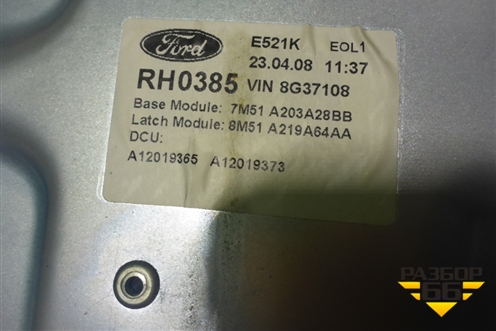 Ford
E521K EOL1
23.04.08 11:37
RH0385 VIN 8G37108
Base Module: 7M51 A203A28BB
Latch Module: 8M51 A219A64AA
DCU:
A12019365 A12019373
РАЗБОР
66